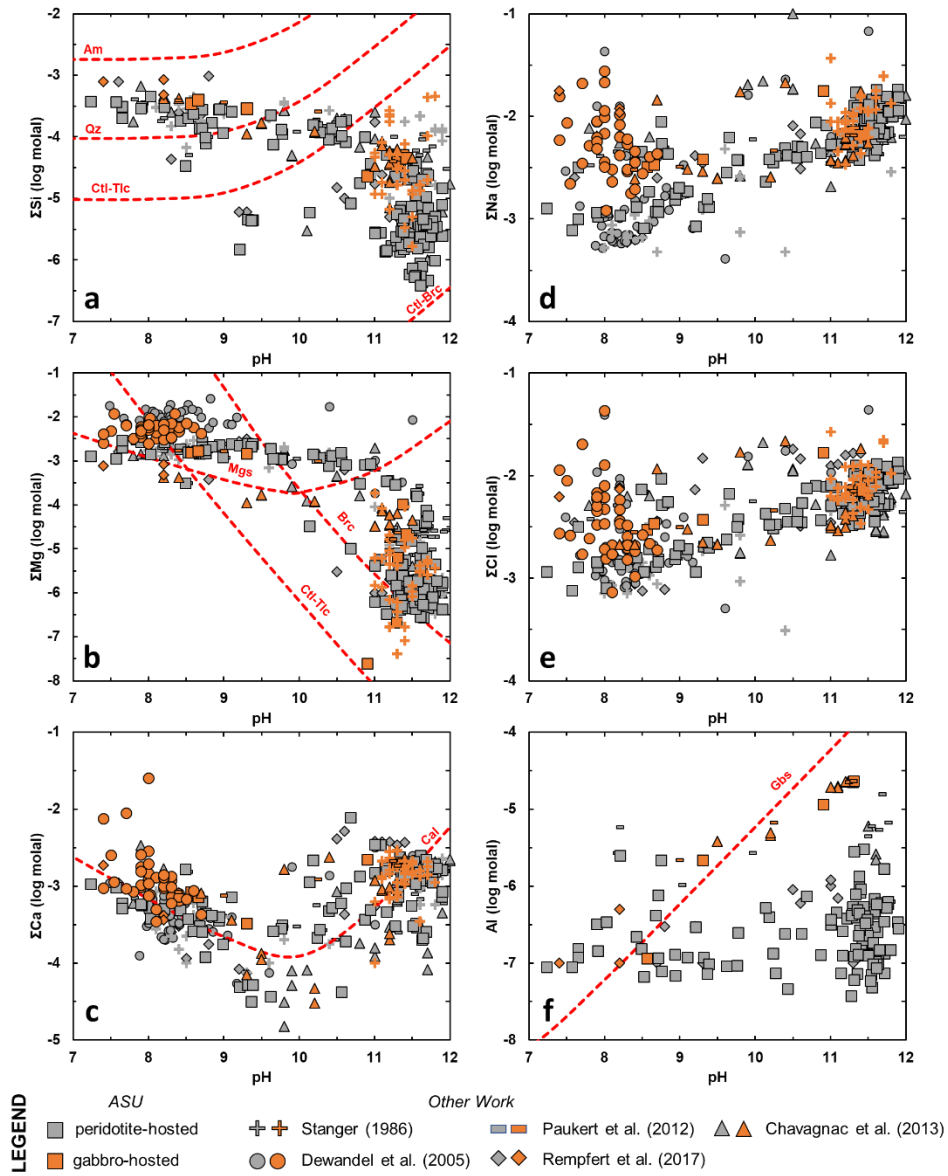 -2
-3
-4
-5
-6
-7
ΣSi (log molal)
Am
Qz
Ctl-Tlc
Ctl-Brc
a
7 8 9 10 11 12
pH
-1
-2
-3
-4
ΣNa (log molal)
d
7 8 9 10 11 12
pH
-1
-2
-3
-4
-5
-6
-7
-8
ΣMg (log molal)
Mgs
Brc
Ctl-Tlc
b
7 8 9 10 11 12
pH
-1
-2
-3
-4
ΣCl (log molal)
e
7 8 9 10 11 12
pH
-1
-2
-3
-4
-5
ΣCa (log molal)
Cal
c
7 8 9 10 11 12
pH
-4
-5
-6
-7
-8
Al (log molal)
Gbs
f
7 8 9 10 11 12
pH
LEGEND
ASU Other Work
peridotite-hosted Stanger (1986) Paukert et al. (2012) Chavagnac et al. (2013)
gabbro-hosted Dewandel et al. (2005) Rempfert et al. (2017)